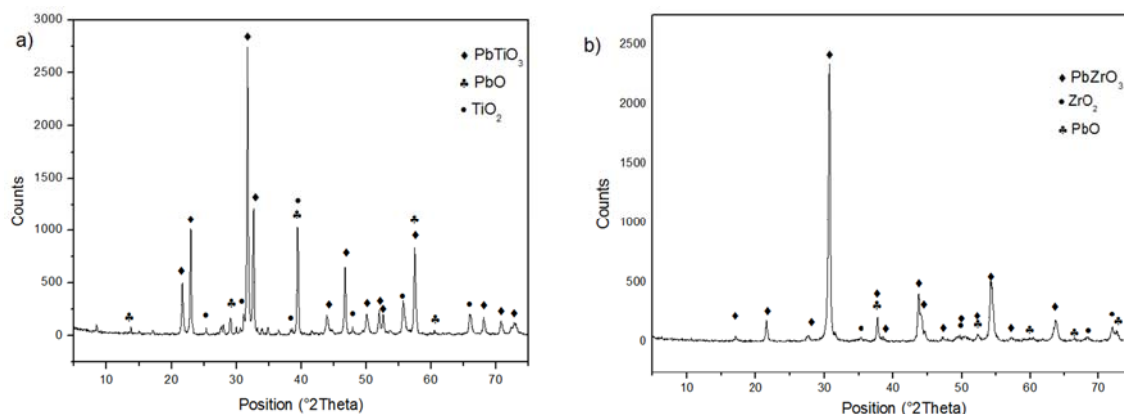 a)
3000
2500
2000
1500
1000
500
0
Counts
♦ PbTiO₃
♣ PbO
• TiO₂
10 20 30 40 50 60 70
Position (°2Theta)
b)
2500
2000
1500
1000
500
0
Counts
♦ PbZrO₃
• ZrO₂
♣ PbO
10 20 30 40 50 60 70
Position (°2Theta)